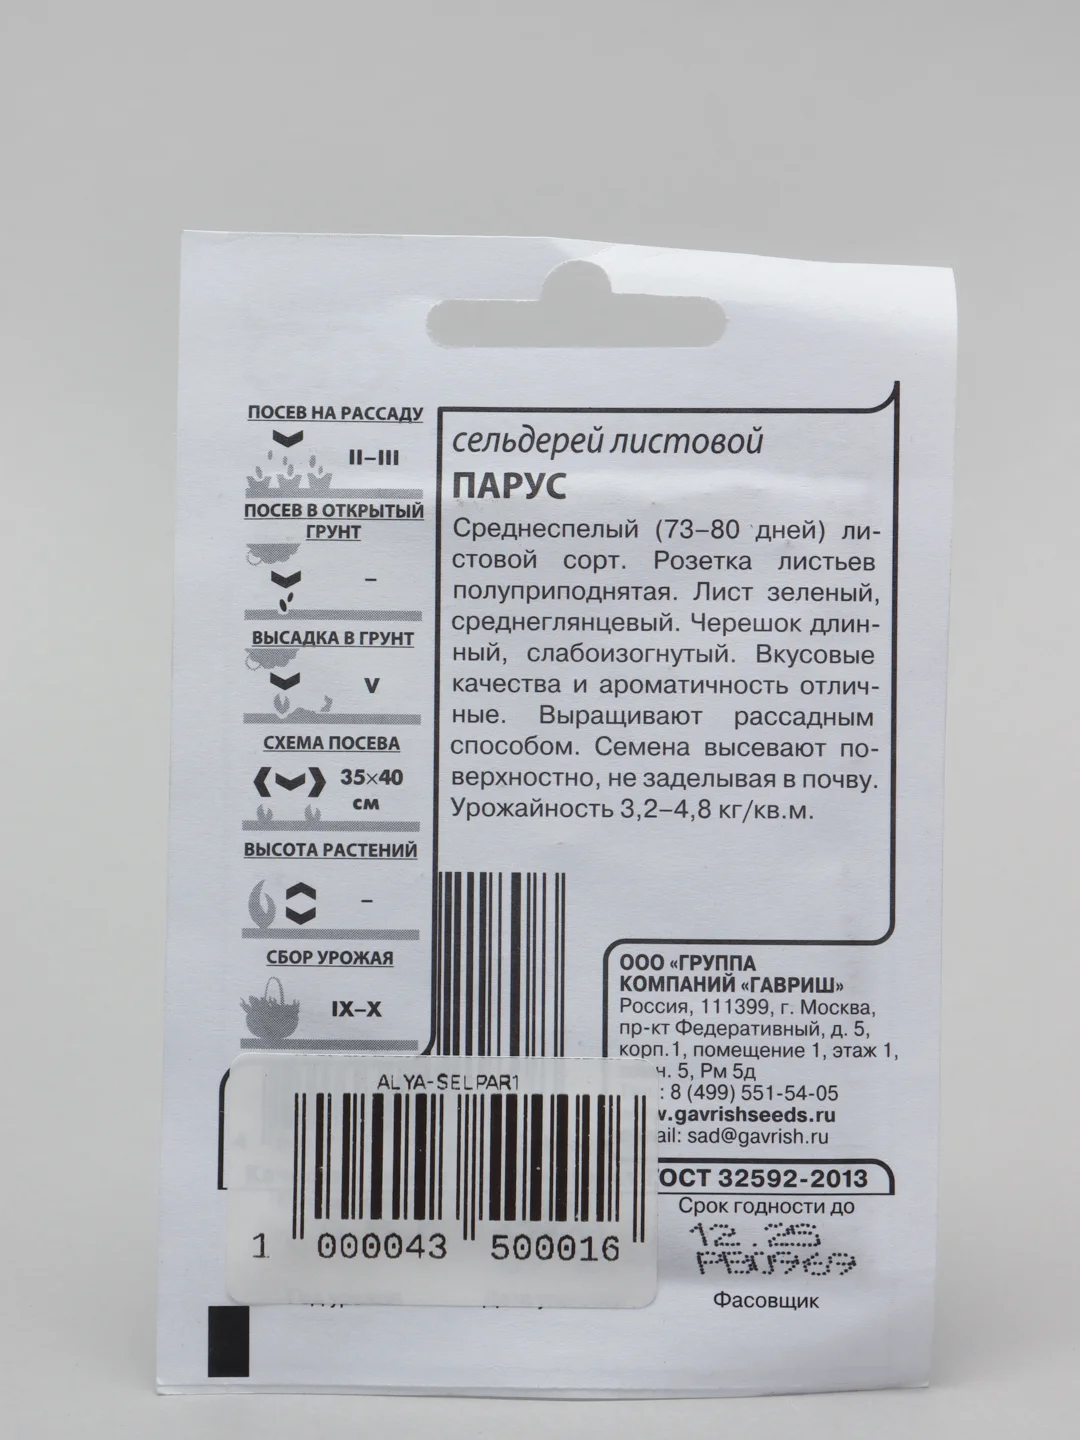 ПОСЕВ НА РАССАДУ
II–III
ПОСЕВ В ОТКРЫТЫЙ
ГРУНТ
–
ВЫСАДКА В ГРУНТ
V
СХЕМА ПОСЕВА
35×40
см
ВЫСОТА РАСТЕНИЙ
–
СБОР УРОЖАЯ
IX–X
сельдерей листовой
ПАРУС
Среднеспелый (73–80 дней) ли-
стовой сорт. Розетка листьев
полуприподнятая. Лист зеленый,
среднеглянцевый. Черешок длин-
ный, слабоизогнутый. Вкусовые
качества и ароматичность отлич-
ные. Выращивают рассадным
способом. Семена высевают по-
верхностно, не заделывая в почву.
Урожайность 3,2–4,8 кг/кв.м.
ООО «ГРУППА
КОМПАНИЙ «ГАВРИШ»
Россия, 111399, г. Москва,
пр-кт Федеративный, д. 5,
корп.1, помещение 1, этаж 1,
н. 5, Рм 5д
: 8 (499) 551-54-05
w.gavrishseeds.ru
ail: sad@gavrish.ru
ОСТ 32592-2013
Срок годности до
12.25
Фасовщик
ALYA-SELPAR1
1 000043 500016